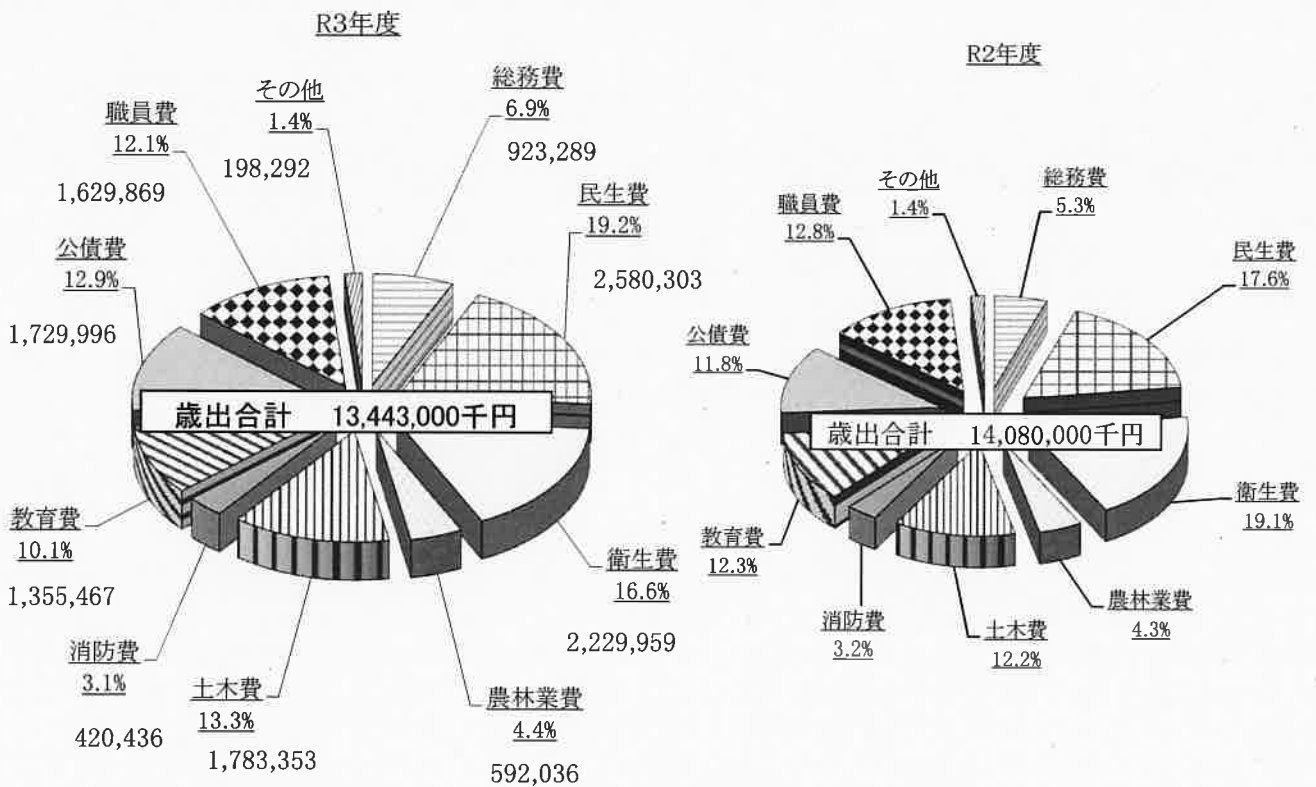 R3年度
総務費
6.9%
923,289
民生費
19.2%
2,580,303
衛生費
16.6%
2,229,959
農林業費
4.4%
592,036
土木費
13.3%
1,783,353
消防費
3.1%
420,436
教育費
10.1%
1,355,467
公債費
12.9%
1,729,996
職員費
12.1%
1,629,869
その他
1.4%
198,292
歳出合計 13,443,000千円
R2年度
総務費
5.3%
民生費
17.6%
衛生費
19.1%
農林業費
4.3%
土木費
12.2%
消防費
3.2%
教育費
12.3%
公債費
11.8%
職員費
12.8%
その他
1.4%
歳出合計 14,080,000千円